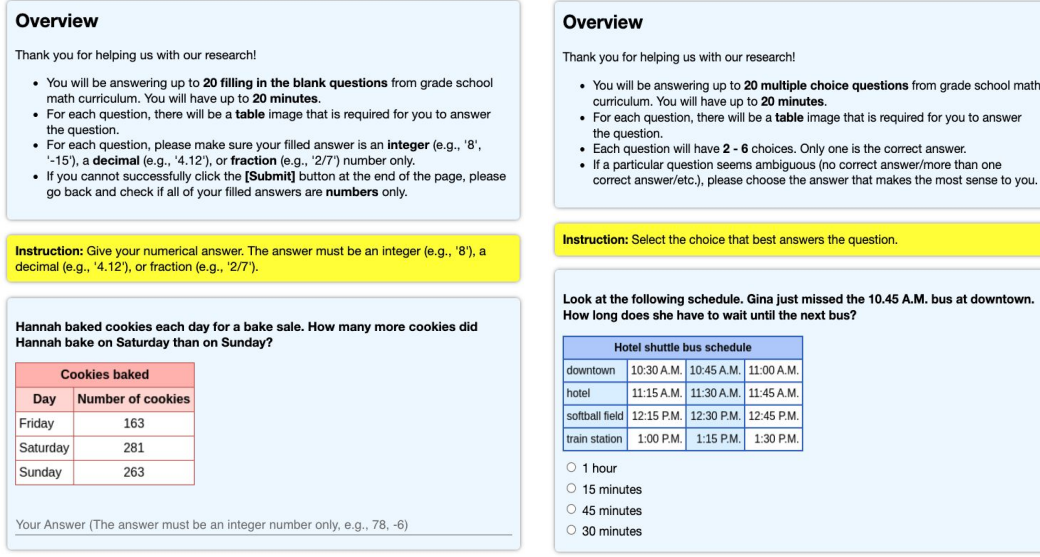 Overview
Thank you for helping us with our research!
• You will be answering up to 20 filling in the blank questions from grade school
math curriculum. You will have up to 20 minutes.
• For each question, there will be a table image that is required for you to answer
the question.
• For each question, please make sure your filled answer is an integer (e.g., '8',
'-15'), a decimal (e.g., '4.12'), or fraction (e.g., '2/7') number only.
• If you cannot successfully click the [Submit] button at the end of the page, please
go back and check if all of your filled answers are numbers only.
Instruction: Give your numerical answer. The answer must be an integer (e.g., '8'), a
decimal (e.g., '4.12'), or fraction (e.g., '2/7').
Hannah baked cookies each day for a bake sale. How many more cookies did
Hannah bake on Saturday than on Sunday?
Cookies baked
Day Number of cookies
Friday 163
Saturday 281
Sunday 263
Your Answer (The answer must be an integer number only, e.g., 78, -6)
Overview
Thank you for helping us with our research!
• You will be answering up to 20 multiple choice questions from grade school math
curriculum. You will have up to 20 minutes.
• For each question, there will be a table image that is required for you to answer
the question.
• Each question will have 2 - 6 choices. Only one is the correct answer.
• If a particular question seems ambiguous (no correct answer/more than one
correct answer/etc.), please choose the answer that makes the most sense to you.
Instruction: Select the choice that best answers the question.
Look at the following schedule. Gina just missed the 10.45 A.M. bus at downtown.
How long does she have to wait until the next bus?
Hotel shuttle bus schedule
downtown 10:30 A.M. 10:45 A.M. 11:00 A.M.
hotel 11:15 A.M. 11:30 A.M. 11:45 A.M.
softball field 12:15 P.M. 12:30 P.M. 12:45 P.M.
train station 1:00 P.M. 1:15 P.M. 1:30 P.M.
1 hour
15 minutes
45 minutes
30 minutes